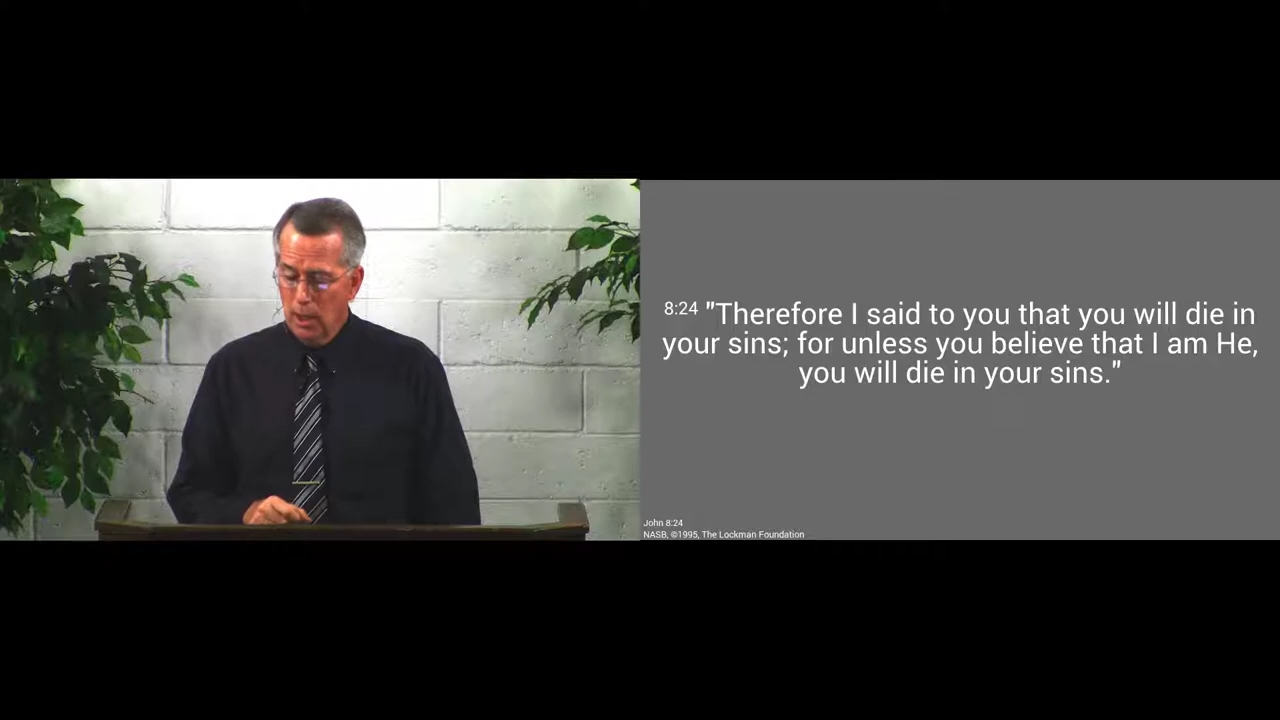 8:24 "Therefore I said to you that you will die in
your sins; for unless you believe that I am He,
you will die in your sins."
John 8:24
NASB, ©1995, The Lockman Foundation